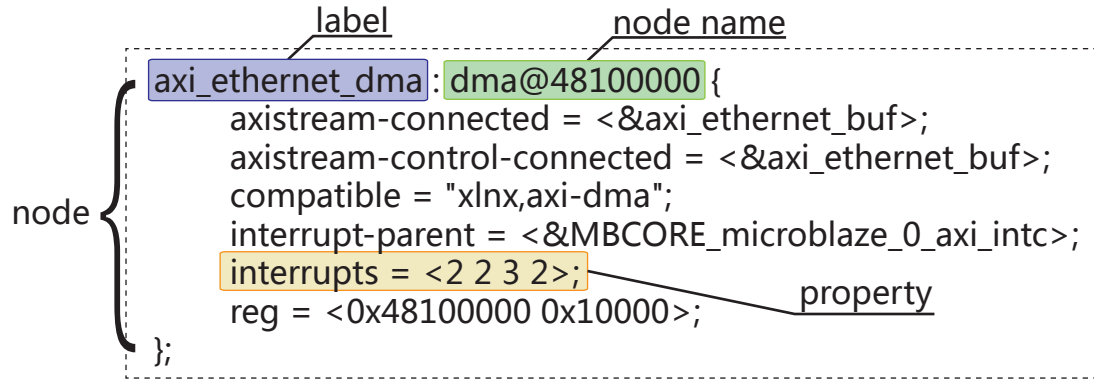 label
node name
axi_ethernet_dma : dma@48100000 {
axistream-connected = <&axi_ethernet_buf>;
axistream-control-connected = <&axi_ethernet_buf>;
compatible = "xlnx,axi-dma";
node
interrupt-parent = <&MBCORE_microblaze_0_axi_intc>;
interrupts = <2 2 3 2>;
property
reg = <0x48100000 0x10000>;
};